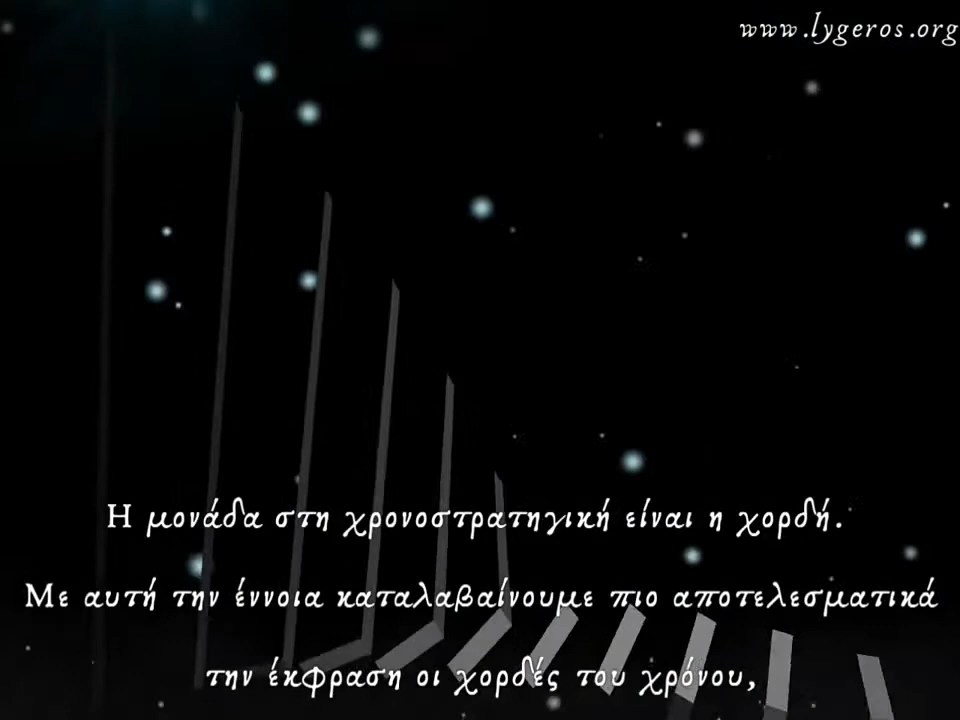 www.lygeros.org
Η μονάδα στη χρονοστρατηγική είναι η χορδή.
Με αυτή την έννοια καταλαβαίνουμε πιο αποτελεσματικά
την έκφραση οι χορδές του χρόνου,